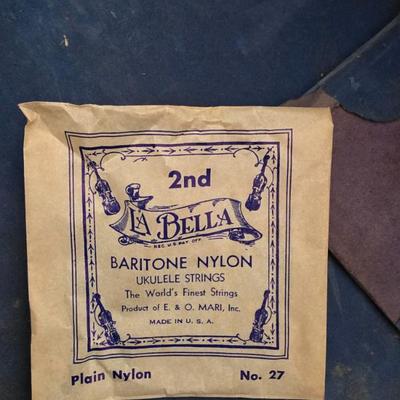 2nd
LA BELLA
REG. U.S. PAT. OFF.
BARITONE NYLON
UKULELE STRINGS
The World's Finest Strings
Product of E. & O. MARI, Inc.
MADE IN U. S. A.
Plain Nylon No. 27